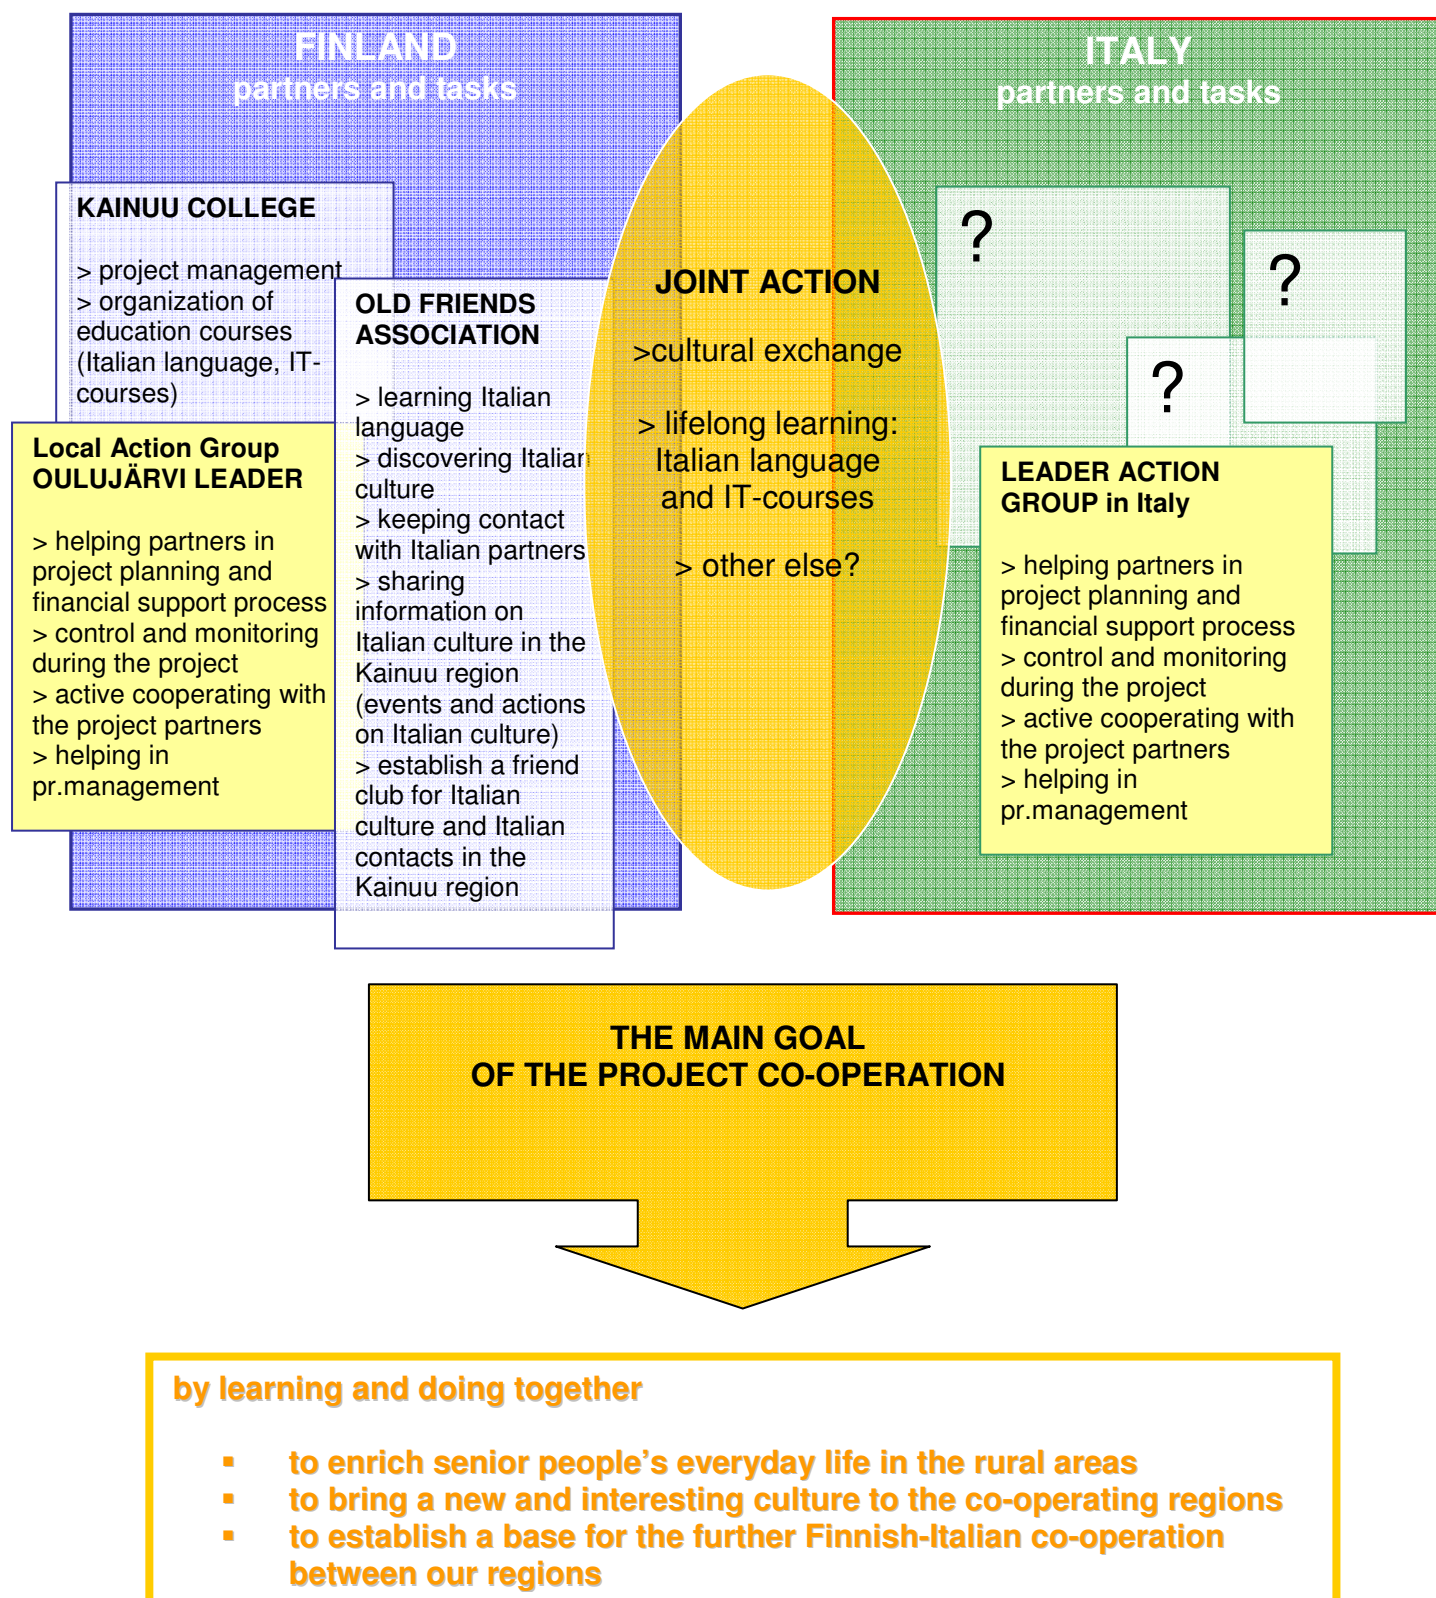 FINLAND
partners and tasks
KAINUU COLLEGE
> project management
> organization of
education courses
(Italian language, IT-
courses)
Local Action Group
OULUJÄRVI LEADER
> helping partners in
project planning and
financial support process
> control and monitoring
during the project
> active cooperating with
the project partners
> helping in
pr.management
OLD FRIENDS
ASSOCIATION
> learning Italian
language
> discovering Italian
culture
> keeping contact
with Italian partners
> sharing
information on
Italian culture in the
Kainuu region
(events and actions
on Italian culture)
> establish a friend
club for Italian
culture and Italian
contacts in the
Kainuu region
JOINT ACTION
>cultural exchange
> lifelong learning:
Italian language
and IT-courses
> other else?
ITALY
partners and tasks
?
?
?
LEADER ACTION
GROUP in Italy
> helping partners in
project planning and
financial support process
> control and monitoring
during the project
> active cooperating with
the project partners
> helping in
pr.management
THE MAIN GOAL
OF THE PROJECT CO-OPERATION
by learning and doing together
▪ to enrich senior people’s everyday life in the rural areas
▪ to bring a new and interesting culture to the co-operating regions
▪ to establish a base for the further Finnish-Italian co-operation
between our regions